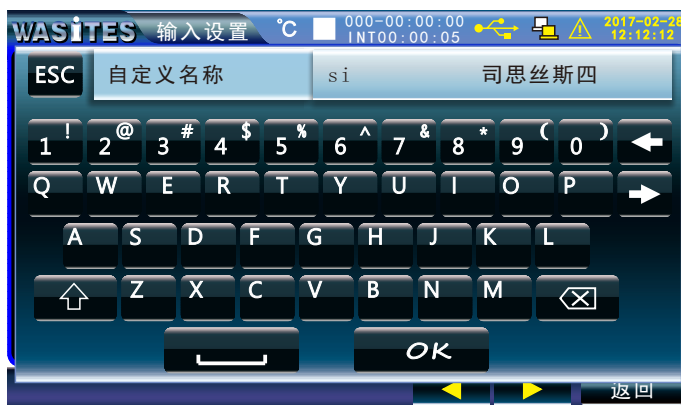 WASiTES 输入设置 ℃ 000-00:00:00 2017-02-28
INT00:00:05 12:12:12
ESC 自定义名称 si 司思丝斯四
1 ! 2 @ 3 # 4 $ 5 % 6 ^ 7 & 8 * 9 ( 0 )
Q W E R T Y U I O P
A S D F G H J K L
Z X C V B N M
OK
返回